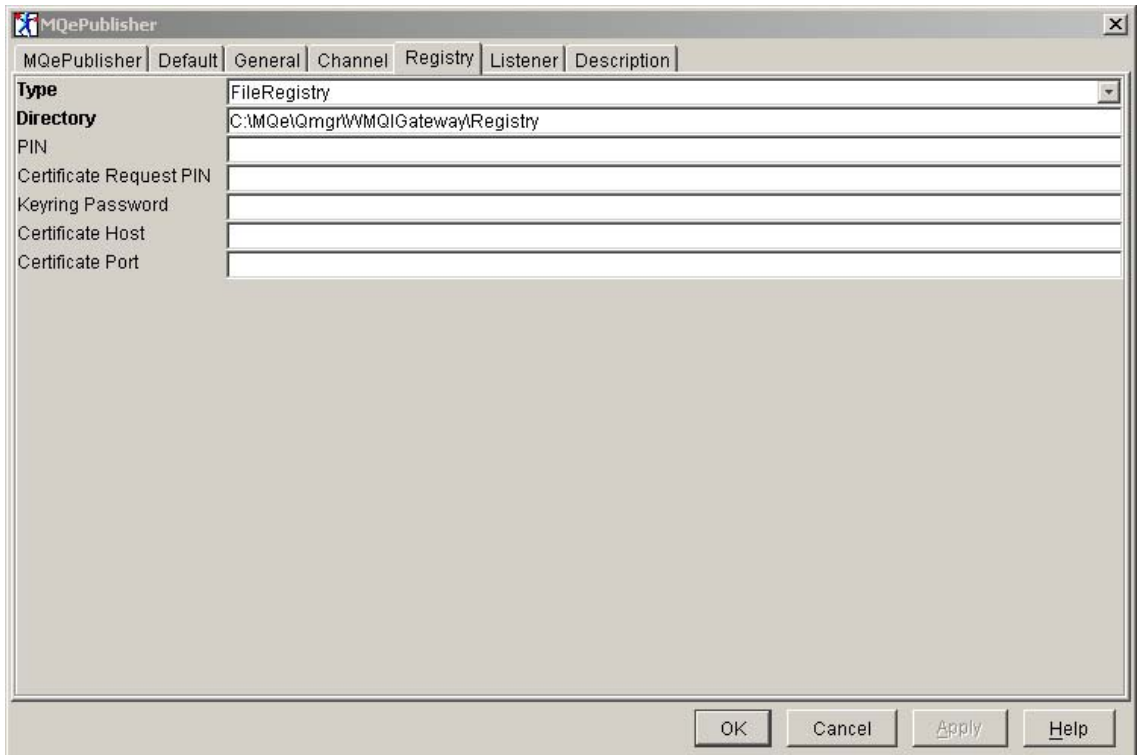 MQePublisher
MQePublisher Default General Channel Registry Listener Description
Type FileRegistry
Directory C:\MQe\Qmgr\WMQIGateway\Registry
PIN
Certificate Request PIN
Keyring Password
Certificate Host
Certificate Port
OK Cancel Apply Help